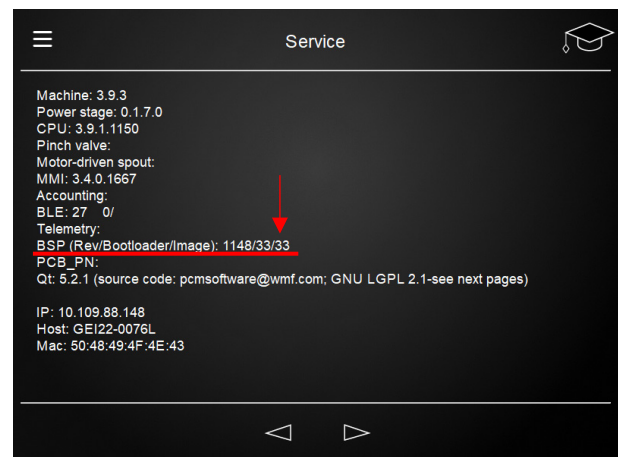 Service
Machine: 3.9.3
Power stage: 0.1.7.0
CPU: 3.9.1.1150
Pinch valve:
Motor-driven spout:
MMI: 3.4.0.1667
Accounting:
BLE: 27 0/
Telemetry:
BSP (Rev/Bootloader/Image): 1148/33/33
PCB_PN:
Qt: 5.2.1 (source code: pcmsoftware@wmf.com; GNU LGPL 2.1-see next pages)
IP: 10.109.88.148
Host: GEI22-0076L
Mac: 50:48:49:4F:4E:43